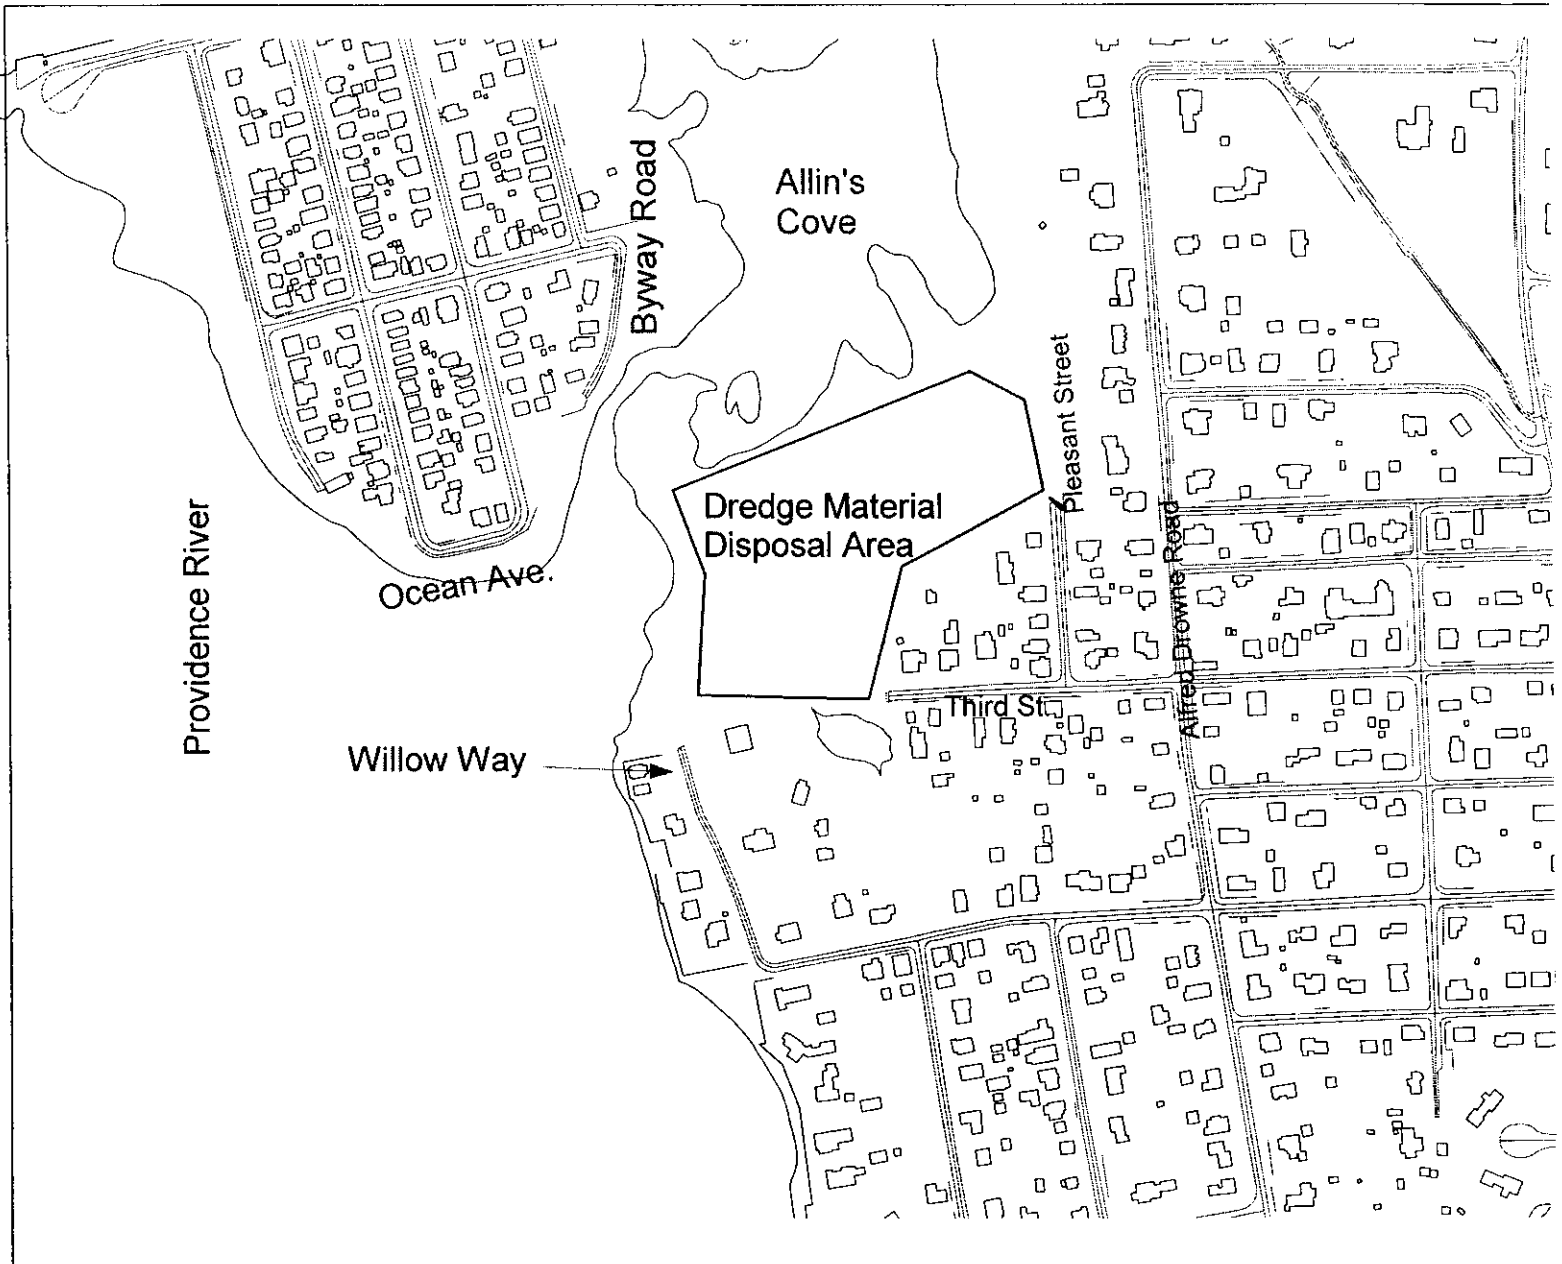 Allin's
Cove
Byway Road
Pleasant Street
Dredge Material
Disposal Area
Providence River
Ocean Ave.
Alfred Drowne Road
Third St.
Willow Way